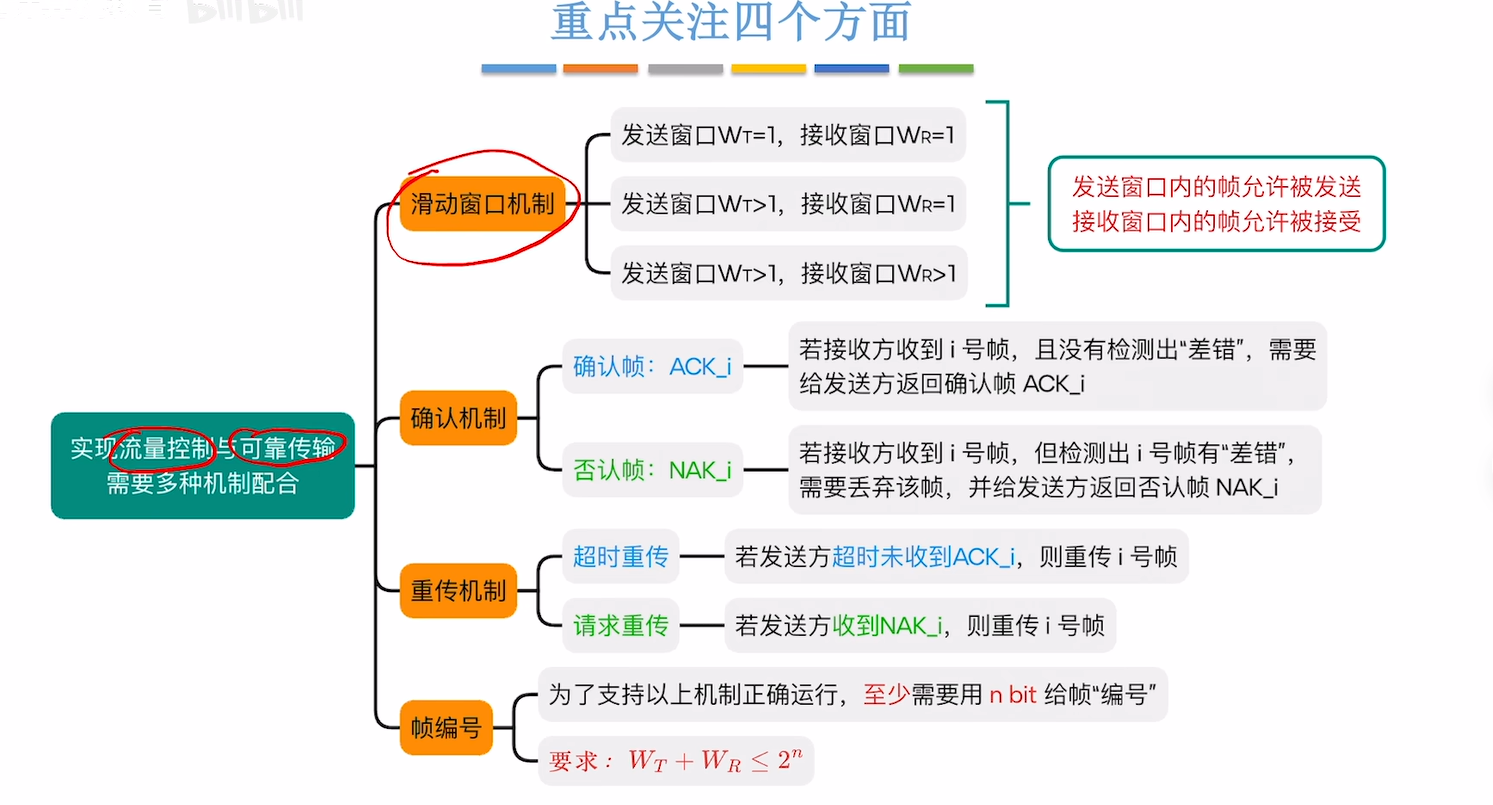 重点关注四个方面
滑动窗口机制
发送窗口WT=1，接收窗口WR=1
发送窗口WT>1，接收窗口WR=1
发送窗口WT>1，接收窗口WR>1
发送窗口内的帧允许被发送
接收窗口内的帧允许被接受
实现流量控制与可靠传输
需要多种机制配合
确认机制
确认帧：ACK_i
若接收方收到 i 号帧，且没有检测出“差错”，需要
给发送方返回确认帧 ACK_i
否认帧：NAK_i
若接收方收到 i 号帧，但检测出 i 号帧有“差错”，
需要丢弃该帧，并给发送方返回否认帧 NAK_i
重传机制
超时重传
若发送方超时未收到ACK_i，则重传 i 号帧
请求重传
若发送方收到NAK_i，则重传 i 号帧
帧编号
为了支持以上机制正确运行，至少需要用 n bit 给帧“编号”
要求：W_T + W_R ≤ 2^n